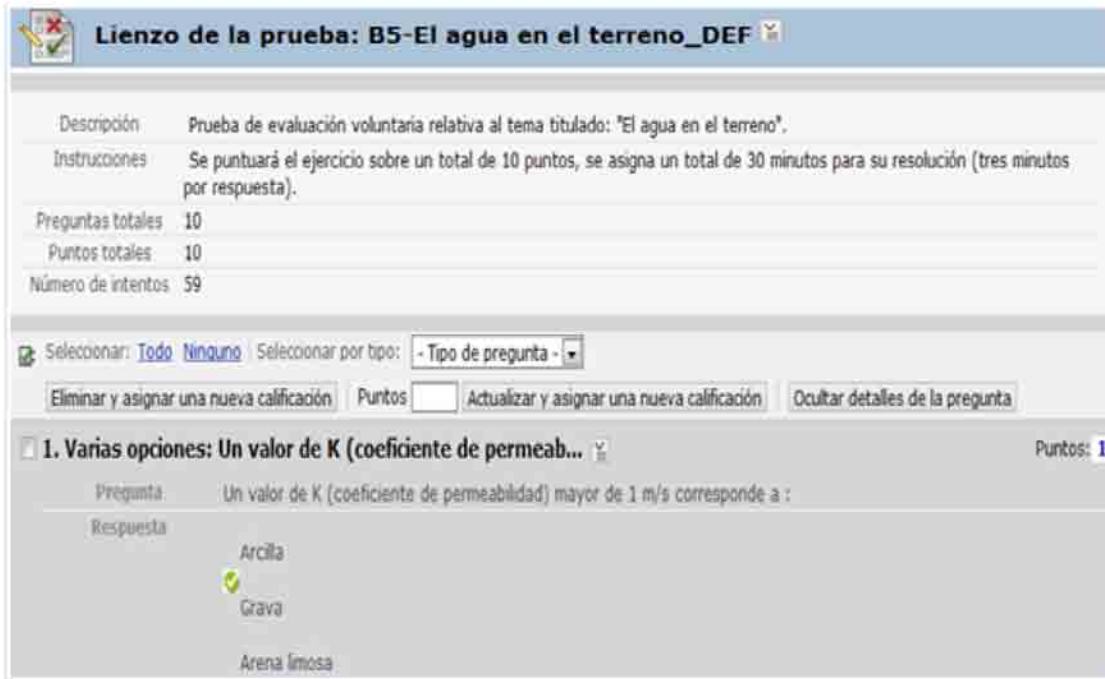 Lienzo de la prueba: B5-El agua en el terreno_DEF
Descripción Prueba de evaluación voluntaria relativa al tema titulado: "El agua en el terreno".
Instrucciones Se puntuará el ejercicio sobre un total de 10 puntos, se asigna un total de 30 minutos para su resolución (tres minutos
por respuesta).
Preguntas totales 10
Puntos totales 10
Número de intentos 59
Seleccionar: Todo Ninguno Seleccionar por tipo: - Tipo de pregunta -
Eliminar y asignar una nueva calificación Puntos Actualizar y asignar una nueva calificación Ocultar detalles de la pregunta
1. Varias opciones: Un valor de K (coeficiente de permeab... Puntos: 1
Pregunta Un valor de K (coeficiente de permeabilidad) mayor de 1 m/s corresponde a :
Respuesta
Arcilla
Grava
Arena limosa